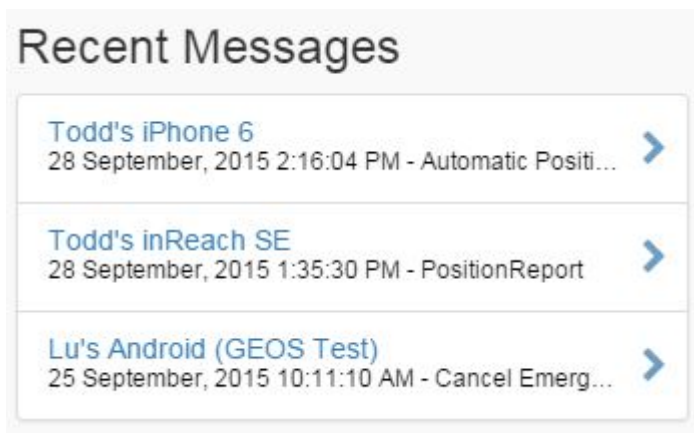 Recent Messages
Todd's iPhone 6
28 September, 2015 2:16:04 PM - Automatic Positi...
Todd's inReach SE
28 September, 2015 1:35:30 PM - PositionReport
Lu's Android (GEOS Test)
25 September, 2015 10:11:10 AM - Cancel Emerg...